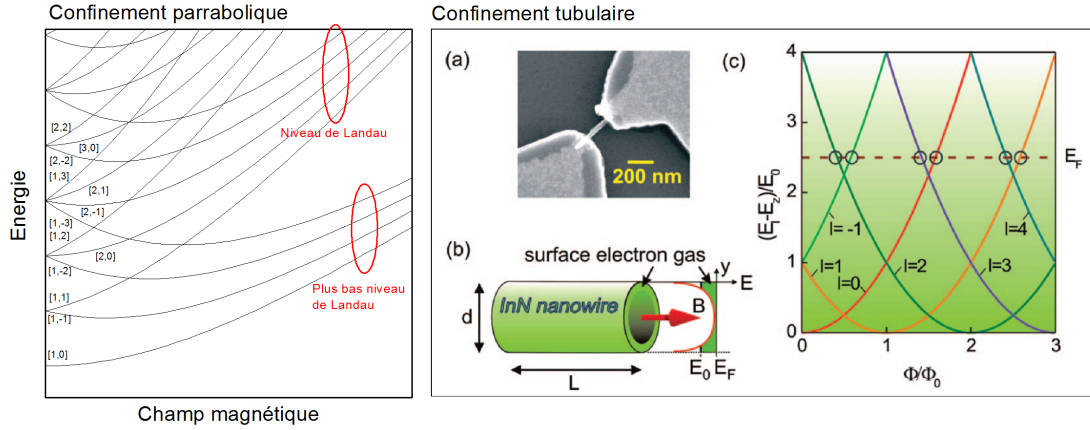 Confinement parrabolique
Energie
[2,2]
[3,0]
[2,-2]
[1,3]
[2,1]
[2,-1]
[1,-3]
[1,2]
[2,0]
[1,-2]
[1,1]
[1,-1]
[1,0]
Niveau de Landau
Plus bas niveau
de Landau
Champ magnétique
Confinement tubulaire
(a)
200 nm
(b)
surface electron gas
y
E
InN nanowire
B
d
L
E0 EF
(c)
(El-Ez)/E0
4
3
2
1
0
EF
l= -1
l=4
l=1
l=0
l=2
l=3
0 1 2 3
Φ/Φ0